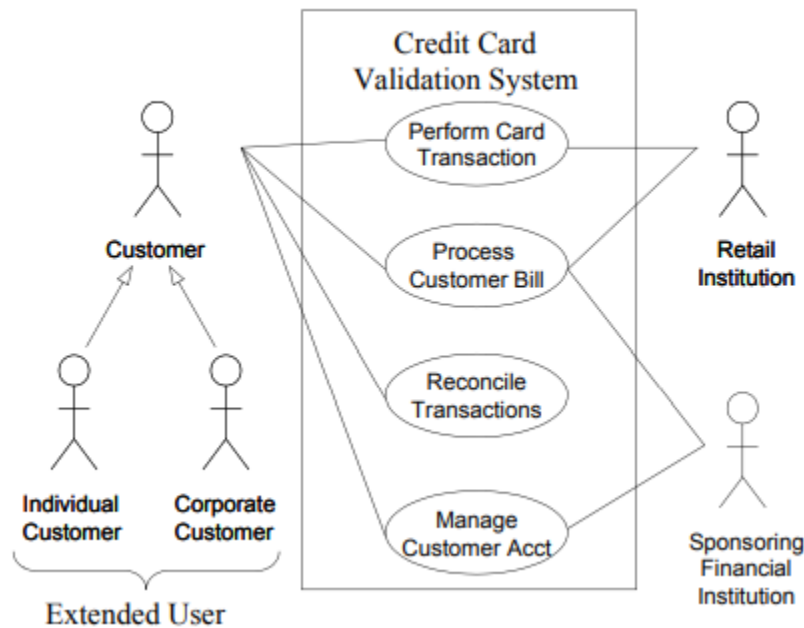 Credit Card
Validation System
Perform Card
Transaction
Customer
Process
Customer Bill
Retail
Institution
Reconcile
Transactions
Individual
Customer
Corporate
Customer
Manage
Customer Acct
Sponsoring
Financial
Institution
Extended User